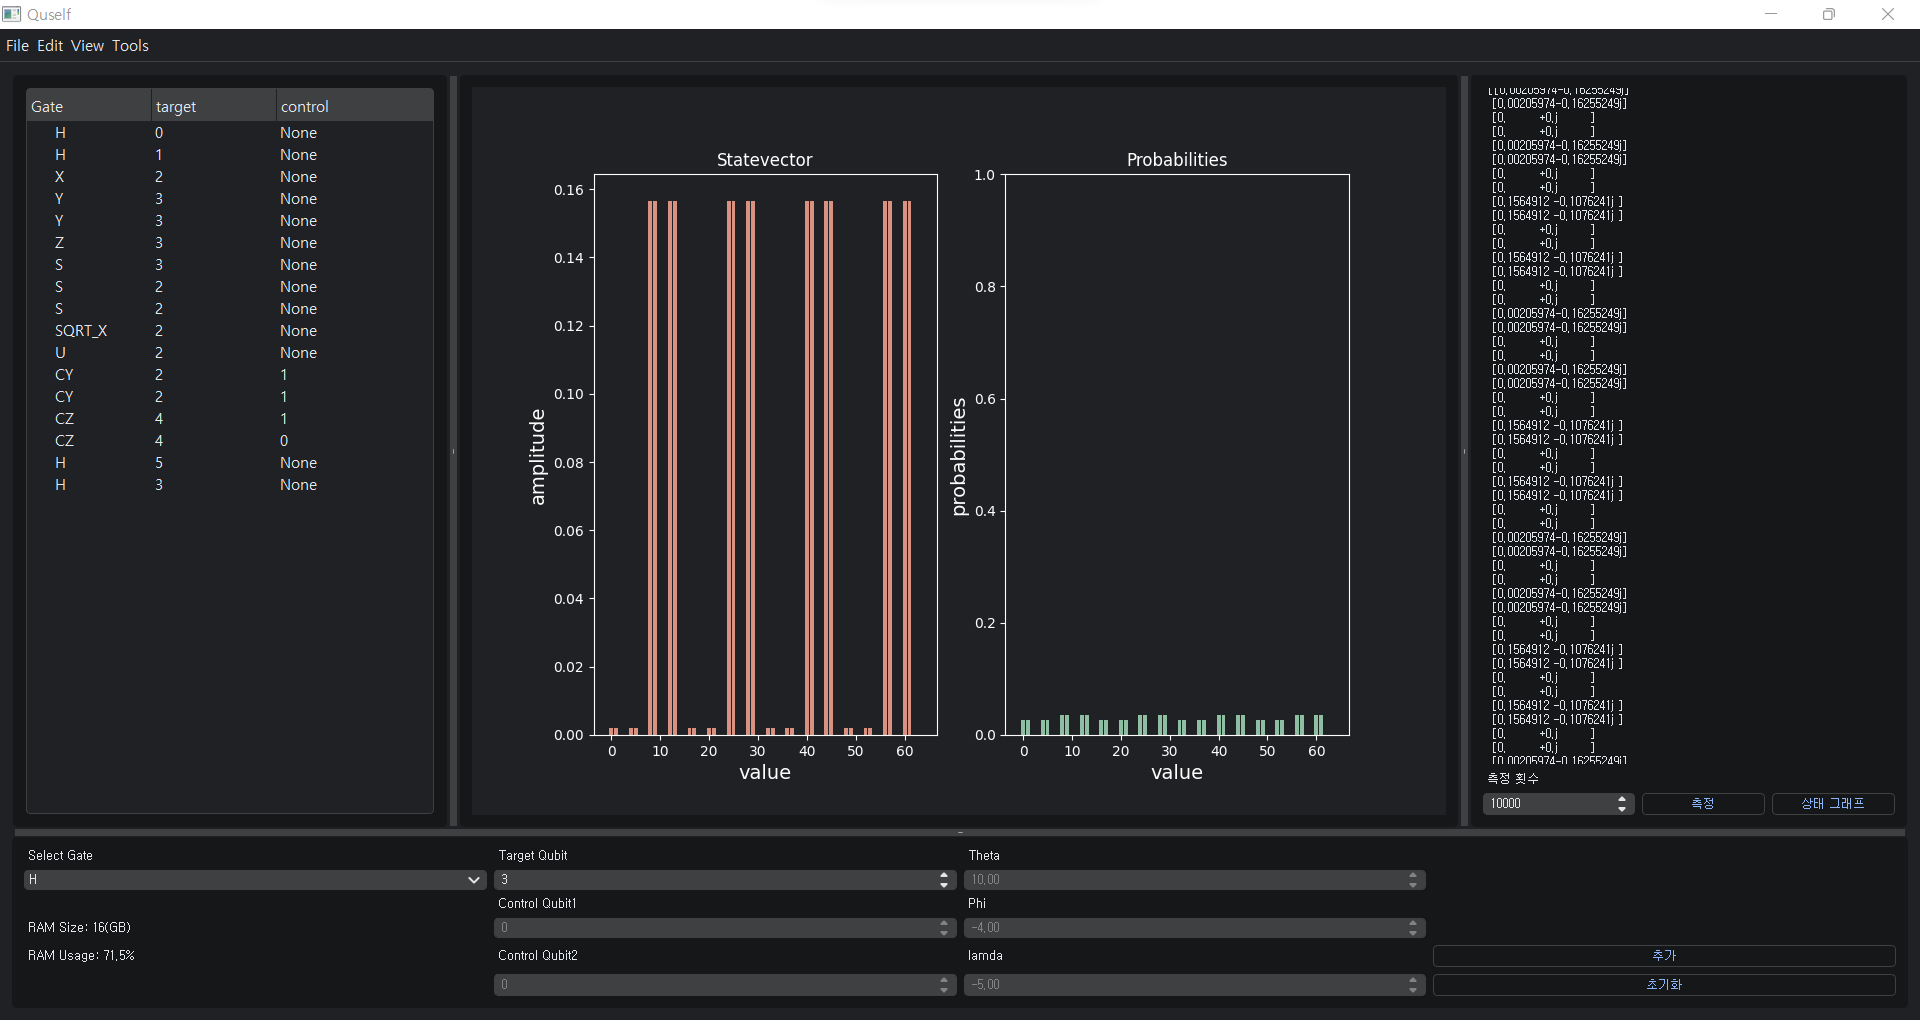 Quself
File Edit View Tools
Gate target control
H 0 None
H 1 None
X 2 None
Y 3 None
Y 3 None
Z 3 None
S 3 None
S 2 None
S 2 None
SQRT_X 2 None
U 2 None
CY 2 1
CY 2 1
CZ 4 1
CZ 4 0
H 5 None
H 3 None
Statevector
amplitude
0.16
0.14
0.12
0.10
0.08
0.06
0.04
0.02
0.00
0 10 20 30 40 50 60
value
Probabilities
probabilities
1.0
0.8
0.6
0.4
0.2
0.0
0 10 20 30 40 50 60
value
[[0.00205974-0.16255249j]
[0.00205974-0.16255249j]
[0. +0.j ]
[0. +0.j ]
[0.00205974-0.16255249j]
[0.00205974-0.16255249j]
[0. +0.j ]
[0. +0.j ]
[0.1564912 -0.1076241j ]
[0.1564912 -0.1076241j ]
[0. +0.j ]
[0. +0.j ]
[0.1564912 -0.1076241j ]
[0.1564912 -0.1076241j ]
[0. +0.j ]
[0. +0.j ]
[0.00205974-0.16255249j]
[0.00205974-0.16255249j]
[0. +0.j ]
[0. +0.j ]
[0.00205974-0.16255249j]
[0.00205974-0.16255249j]
[0. +0.j ]
[0. +0.j ]
[0.1564912 -0.1076241j ]
[0.1564912 -0.1076241j ]
[0. +0.j ]
[0. +0.j ]
[0.1564912 -0.1076241j ]
[0.1564912 -0.1076241j ]
[0. +0.j ]
[0. +0.j ]
[0.00205974-0.16255249j]
[0.00205974-0.16255249j]
[0. +0.j ]
[0. +0.j ]
[0.00205974-0.16255249j]
[0.00205974-0.16255249j]
[0. +0.j ]
[0. +0.j ]
[0.1564912 -0.1076241j ]
[0.1564912 -0.1076241j ]
[0. +0.j ]
[0. +0.j ]
[0.1564912 -0.1076241j ]
[0.1564912 -0.1076241j ]
[0. +0.j ]
[0. +0.j ]
[0.00205974-0.16255249j]
측정 횟수
10000 측정 상태 그래프
Select Gate Target Qubit Theta
H 3 10.00
Control Qubit1 Phi
RAM Size: 16(GB) 0 -4.00
RAM Usage: 71.5% Control Qubit2 lamda 추가
0 -5.00 초기화